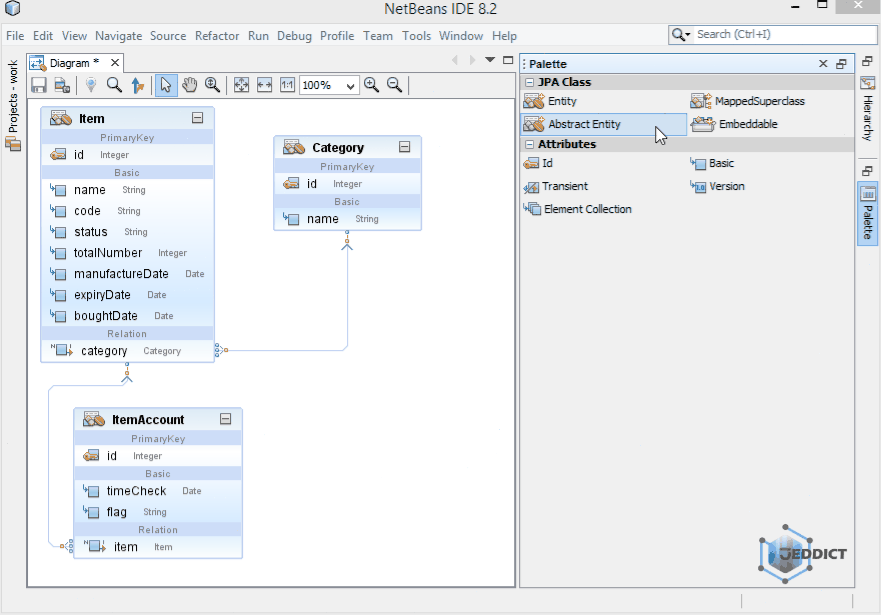 NetBeans IDE 8.2
File Edit View Navigate Source Refactor Run Debug Profile Team Tools Window Help
Search (Ctrl+I)
Projects - work
Diagram *
100%
Item
PrimaryKey
id Integer
Basic
name String
code String
status String
totalNumber Integer
manufactureDate Date
expiryDate Date
boughtDate Date
Relation
category Category
Category
PrimaryKey
id Integer
Basic
name String
ItemAccount
PrimaryKey
id Integer
Basic
timeCheck Date
flag String
Relation
item Item
Palette
JPA Class
Entity MappedSuperclass
Abstract Entity Embeddable
Attributes
Id Basic
Transient Version
Element Collection
Hierarchy
Palette
JEDDICT